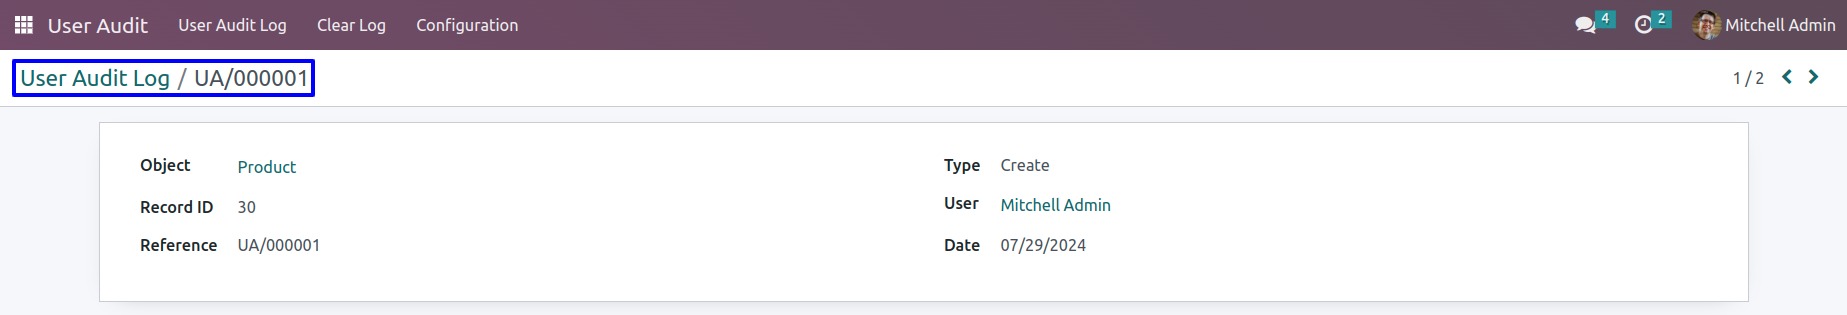 User Audit User Audit Log Clear Log Configuration 4 2 Mitchell Admin
User Audit Log / UA/000001 1 / 2
Object Product Type Create
Record ID 30 User Mitchell Admin
Reference UA/000001 Date 07/29/2024